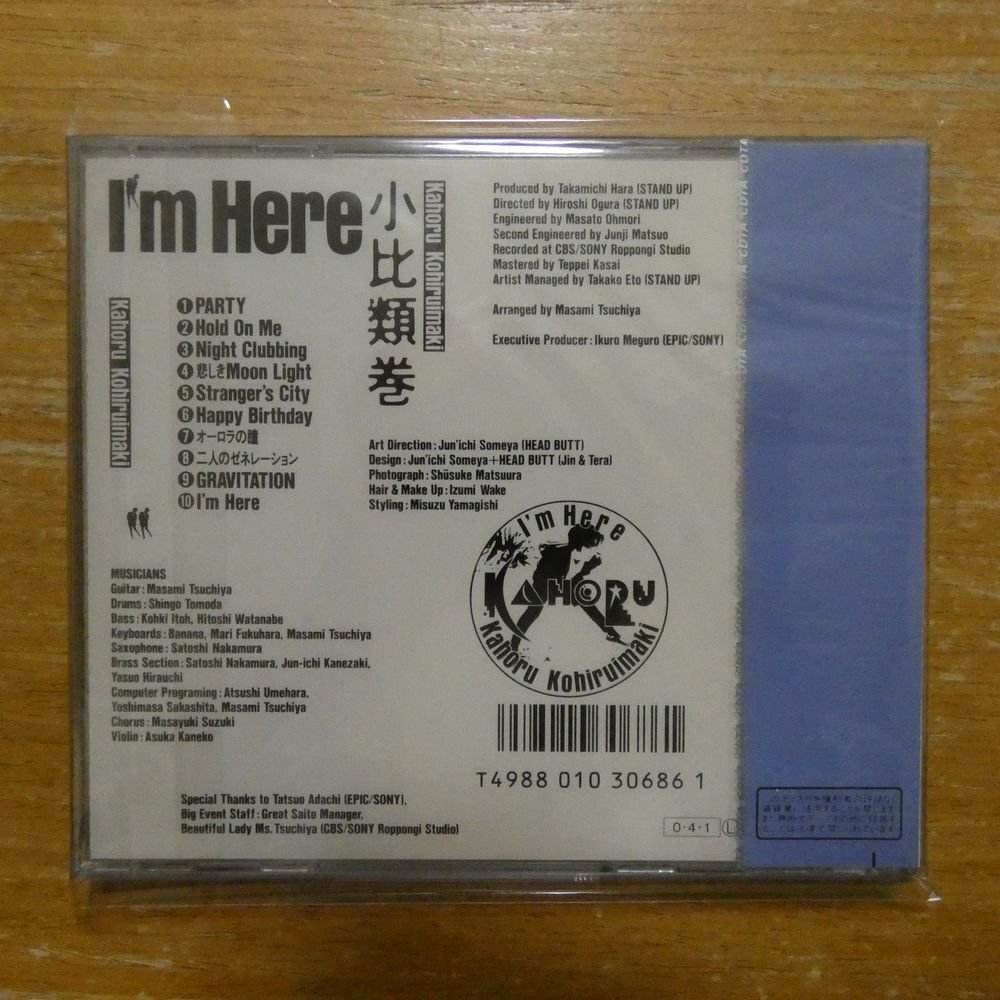 I'm Here
小比類巻
Kahoru Kohiruimaki
Kahoru Kohiruimaki
1 PARTY
2 Hold On Me
3 Night Clubbing
4 悲しきMoon Light
5 Stranger's City
6 Happy Birthday
7 オーロラの瞳
8 二人のゼネレーション
9 GRAVITATION
10 I'm Here
Produced by Takamichi Hara (STAND UP)
Directed by Hiroshi Ogura (STAND UP)
Engineered by Masato Ohmori
Second Engineered by Junji Matsuo
Recorded at CBS/SONY Roppongi Studio
Mastered by Teppei Kasai
Artist Managed by Takako Eto (STAND UP)
Arranged by Masami Tsuchiya
Executive Producer : Ikuro Meguro (EPIC/SONY)
Art Direction : Jun'ichi Someya (HEAD BUTT)
Design : Jun'ichi Someya+HEAD BUTT (Jin & Tera)
Photograph : Shūsuke Matsuura
Hair & Make Up : Izumi Wake
Styling : Misuzu Yamagishi
I'm Here
KAHORU
Kahoru Kohiruimaki
MUSICIANS
Guitar : Masami Tsuchiya
Drums : Shingo Tomoda
Bass : Kohki Itoh, Hitoshi Watanabe
Keyboards : Banana, Mari Fukuhara, Masami Tsuchiya
Saxophone : Satoshi Nakamura
Brass Section : Satoshi Nakamura, Jun-ichi Kanezaki,
Yasuo Hirauchi
Computer Programing : Atsushi Umehara,
Yoshimasa Sakashita, Masami Tsuchiya
Chorus : Masayuki Suzuki
Violin : Asuka Kaneko
T4988 010 30686 1
Special Thanks to Tatsuo Adachi (EPIC/SONY),
Big Event Staff : Great Saito Manager,
Beautiful Lady Ms. Tsuchiya (CBS/SONY Roppongi Studio)
0・4・1 L
CDTA CDTA CDTA